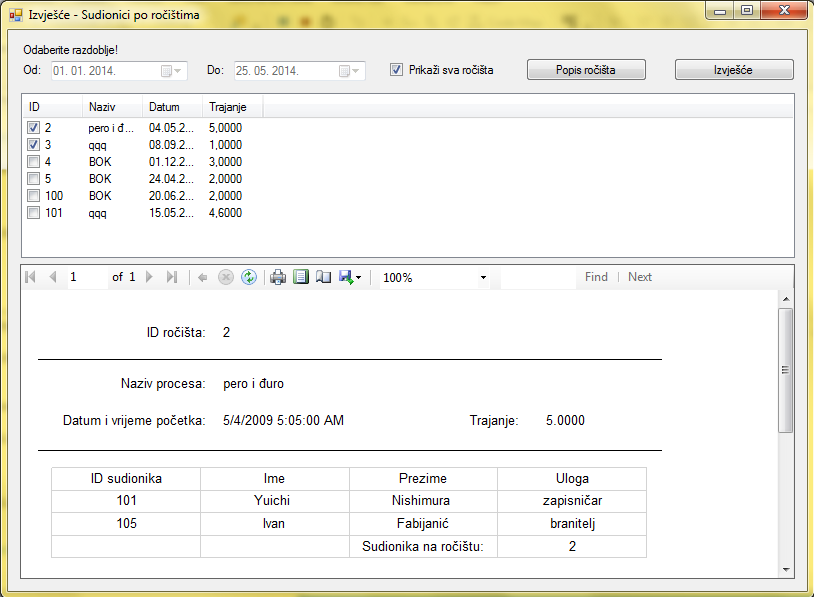 Izvješće - Sudionici po ročištima
Odaberite razdoblje!
Od: 01. 01. 2014. Do: 25. 05. 2014. Prikaži sva ročišta Popis ročišta Izvješće
ID Naziv Datum Trajanje
2 pero i đ... 04.05.2... 5,0000
3 qqq 08.09.2... 1,0000
4 BOK 01.12.2... 3,0000
5 BOK 24.04.2... 2,0000
100 BOK 20.06.2... 2,0000
101 qqq 15.05.2... 4,6000
1 of 1 100% Find | Next
ID ročišta: 2
Naziv procesa: pero i đuro
Datum i vrijeme početka: 5/4/2009 5:05:00 AM Trajanje: 5.0000
ID sudionika Ime Prezime Uloga
101 Yuichi Nishimura zapisničar
105 Ivan Fabijanić branitelj
Sudionika na ročištu: 2